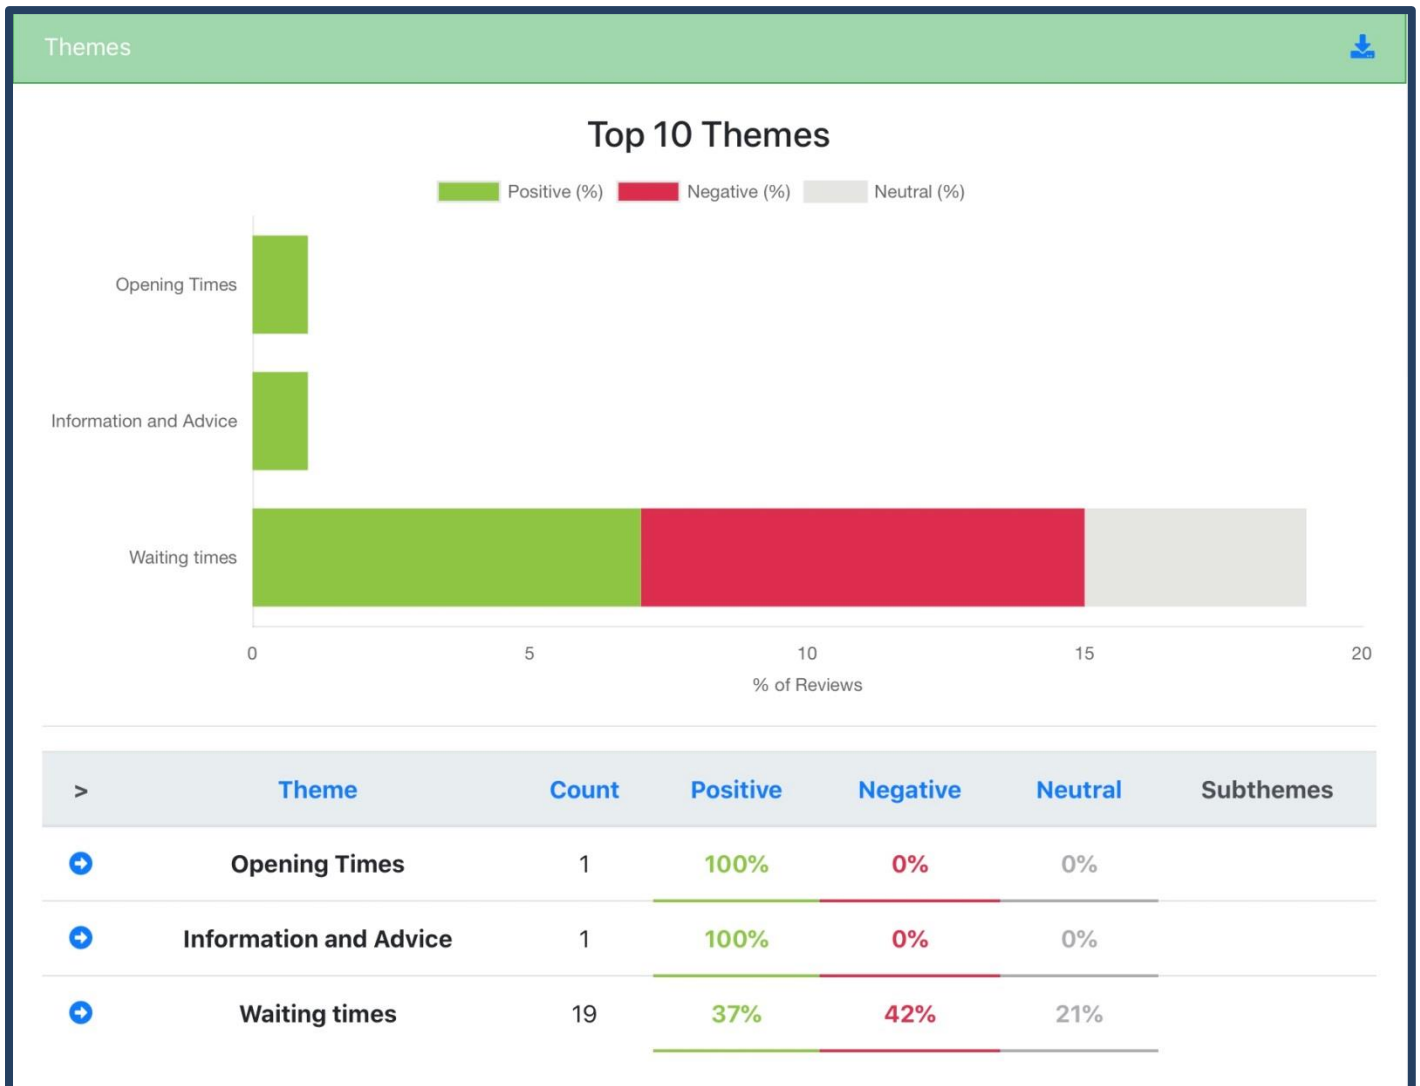 Themes
Top 10 Themes
Positive (%) Negative (%) Neutral (%)
Opening Times
Information and Advice
Waiting times
0 5 10 15 20
% of Reviews
> Theme Count Positive Negative Neutral Subthemes
Opening Times 1 100% 0% 0%
Information and Advice 1 100% 0% 0%
Waiting times 19 37% 42% 21%